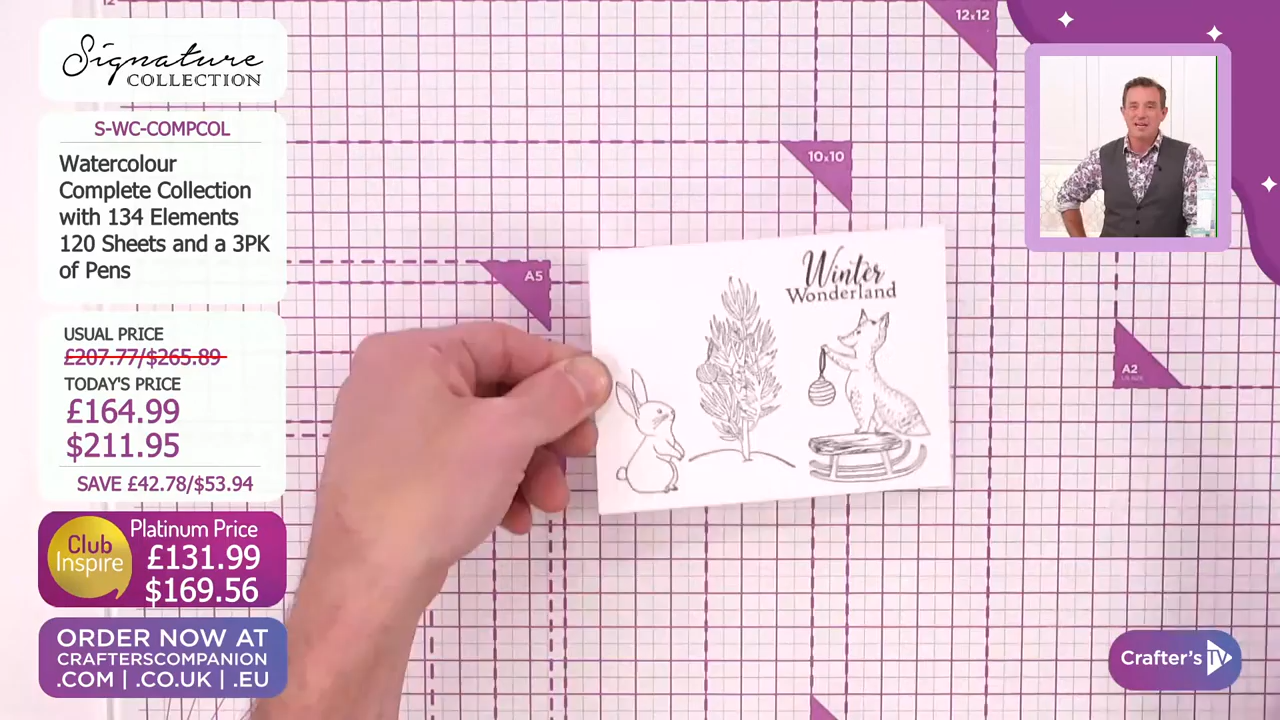 Signature
COLLECTION
S-WC-COMPCOL
Watercolour
Complete Collection
with 134 Elements
120 Sheets and a 3PK
of Pens
USUAL PRICE
£207.77/$265.89
TODAY'S PRICE
£164.99
$211.95
SAVE £42.78/$53.94
Club
Inspire
Platinum Price
£131.99
$169.56
ORDER NOW AT
CRAFTERSCOMPANION
.COM | .CO.UK | .EU
12
12x12
10x10
A5
A2
Winter
Wonderland
Crafter's TV